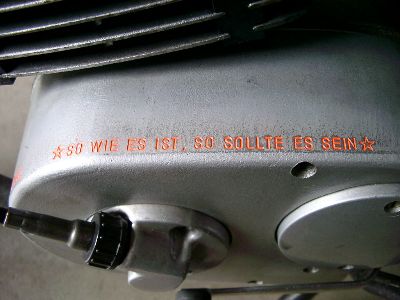 ☆SO WIE ES IST, SO SOLLTE ES SEIN☆